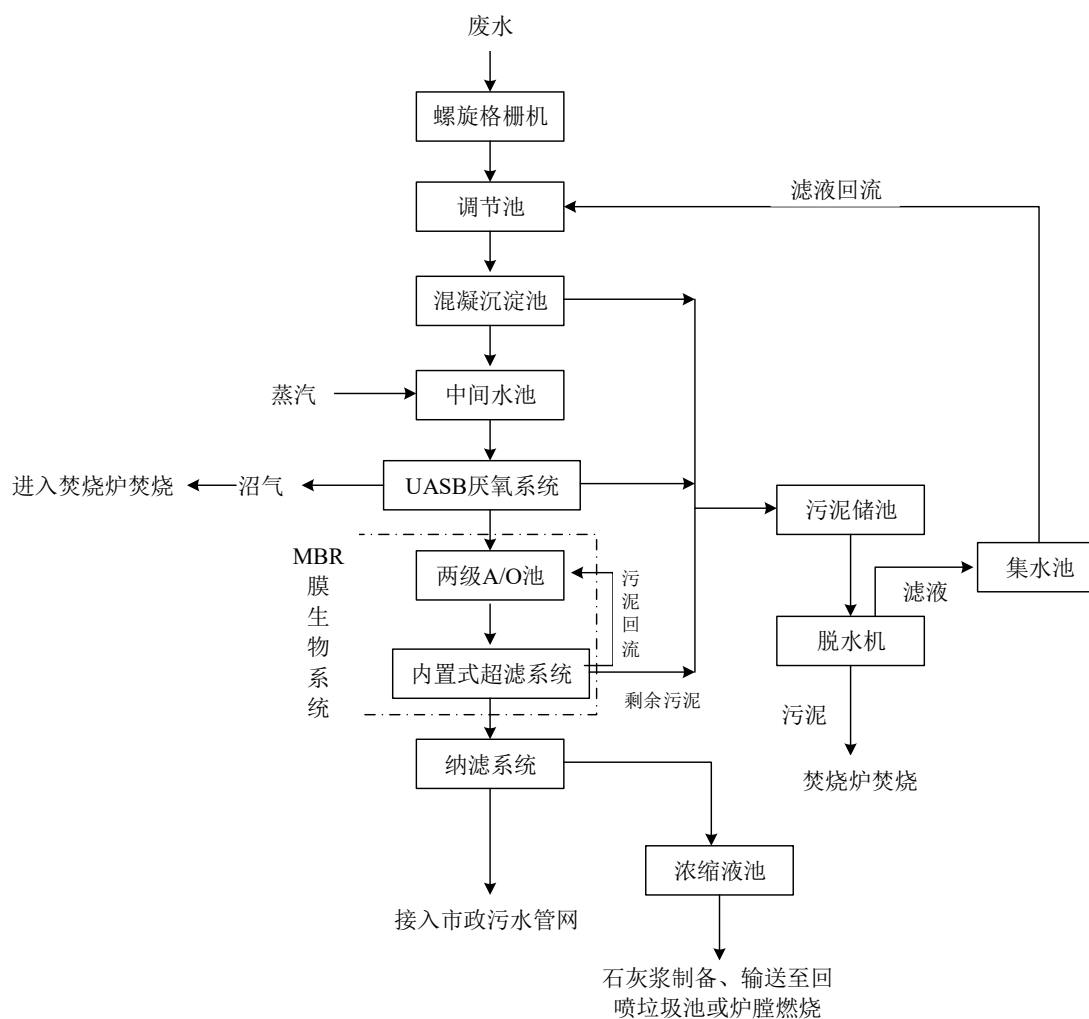 废水
螺旋格栅机
调节池
滤液回流
混凝沉淀池
蒸汽
中间水池
进入焚烧炉焚烧
沼气
UASB厌氧系统
污泥储池
MBR
膜
生
物
系
统
两级A/O池
污
泥
回
流
集水池
滤液
脱水机
内置式超滤系统
剩余污泥
污泥
纳滤系统
焚烧炉焚烧
浓缩液池
接入市政污水管网
石灰浆制备、输送至回
喷垃圾池或炉膛燃烧